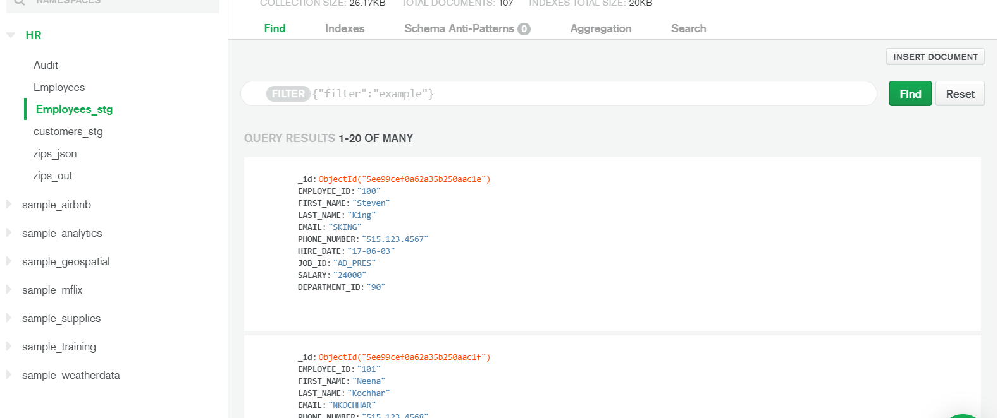 NAMESPACES
COLLECTION SIZE: 26.17KB TOTAL DOCUMENTS: 107 INDEXES TOTAL SIZE: 20KB
HR
Audit
Employees
Employees_stg
customers_stg
zips_json
zips_out
sample_airbnb
sample_analytics
sample_geospatial
sample_mflix
sample_supplies
sample_training
sample_weatherdata
Find Indexes Schema Anti-Patterns 0 Aggregation Search
INSERT DOCUMENT
FILTER {"filter":"example"} Find Reset
QUERY RESULTS 1-20 OF MANY
_id: ObjectId("5ee99cef0a62a35b250aac1e")
EMPLOYEE_ID: "100"
FIRST_NAME: "Steven"
LAST_NAME: "King"
EMAIL: "SKING"
PHONE_NUMBER: "515.123.4567"
HIRE_DATE: "17-06-03"
JOB_ID: "AD_PRES"
SALARY: "24000"
DEPARTMENT_ID: "90"
_id: ObjectId("5ee99cef0a62a35b250aac1f")
EMPLOYEE_ID: "101"
FIRST_NAME: "Neena"
LAST_NAME: "Kochhar"
EMAIL: "NKOCHHAR"
PHONE_NUMBER: "515.123.4568"